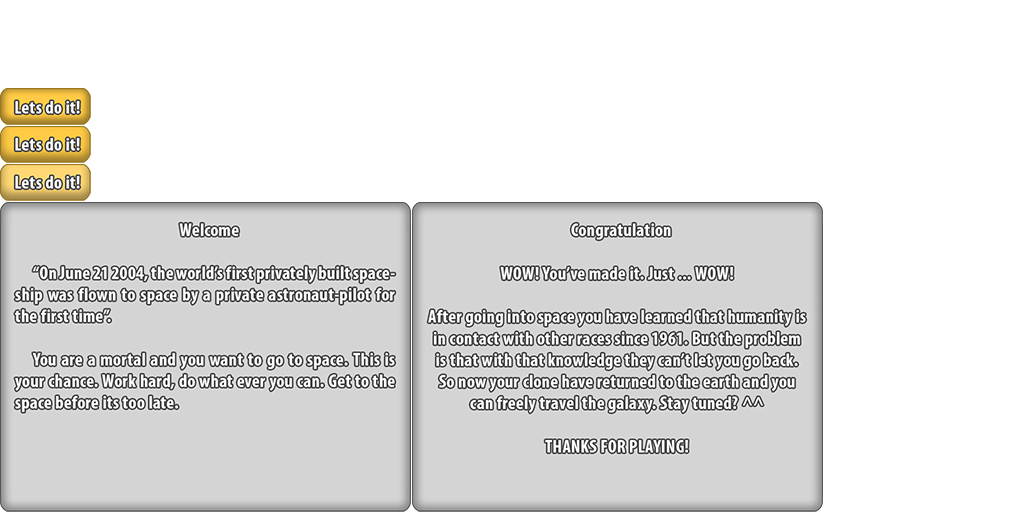 Lets do it!
Lets do it!
Lets do it!
Welcome
“On June 21 2004, the world’s first privately built space-
ship was flown to space by a private astronaut-pilot for
the first time”.
You are a mortal and you want to go to space. This is
your chance. Work hard, do what ever you can. Get to the
space before its too late.
Congratulation
WOW! You’ve made it. Just ... WOW!
After going into space you have learned that humanity is
in contact with other races since 1961. But the problem
is that with that knowledge they can’t let you go back.
So now your clone have returned to the earth and you
can freely travel the galaxy. Stay tuned? ^^
THANKS FOR PLAYING!